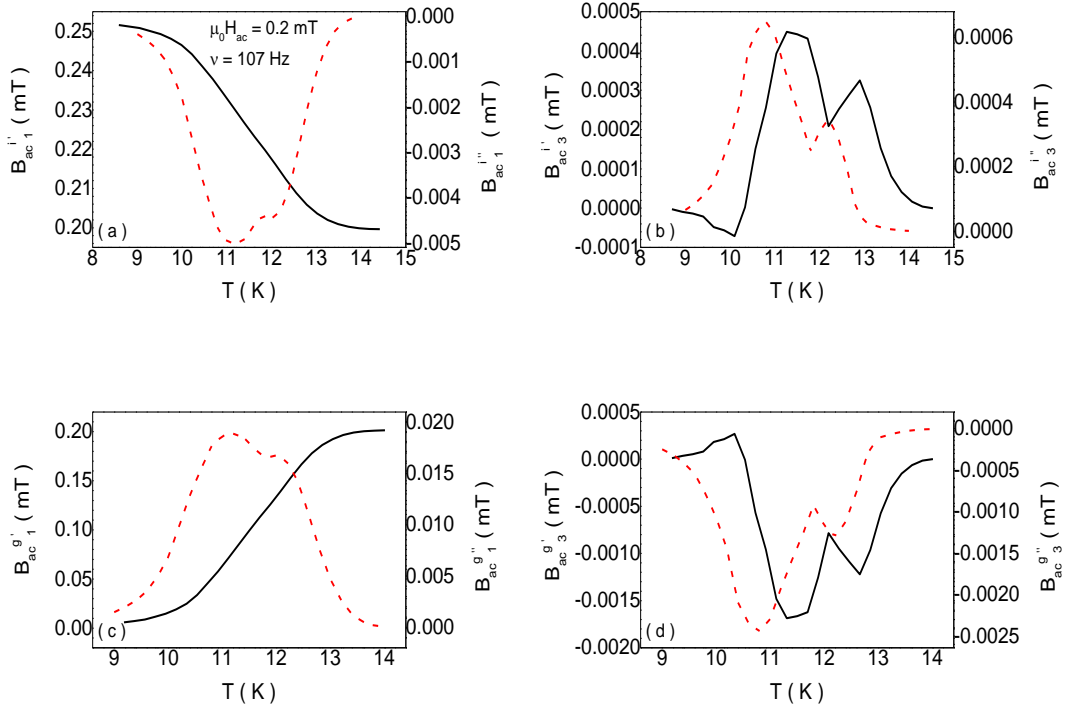 0.25
0.24
0.23
0.22
0.21
0.20
B_ac 1^i' ( mT )
μ₀H_ac = 0.2 mT
ν = 107 Hz
( a )
0.000
-0.001
-0.002
0.003
-0.004
0.005
B_ac 1^i'' ( mT )
8 9 10 11 12 13 14 15
T ( K )
0.0005
0.0004
0.0003
0.0002
0.0001
0.0000
-0.0001
B_ac 3^i' ( mT )
( b )
0.0006
0.0004
0.0002
0.0000
B_ac 3^i'' ( mT )
8 9 10 11 12 13 14 15
T ( K )
0.20
0.15
0.10
0.05
0.00
B_ac 1^g' ( mT )
( c )
0.020
0.015
0.010
0.005
0.000
B_ac 1^g'' ( mT )
9 10 11 12 13 14
T ( K )
0.0005
0.0000
-0.0005
-0.0010
-0.0015
-0.0020
B_ac 3^g' ( mT )
( d )
0.0000
-0.0005
-0.0010
-0.0015
-0.0020
-0.0025
B_ac 3^g'' ( mT )
9 10 11 12 13 14
T ( K )